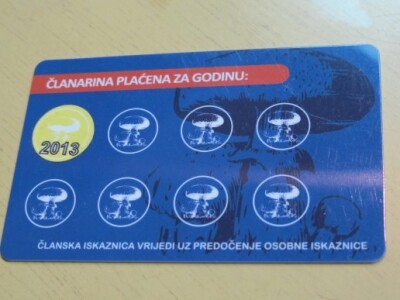 ČLANARINA PLAĆENA ZA GODINU:
2013
ČLANSKA ISKAZNICA VRIJEDI UZ PREDOČENJE OSOBNE ISKAZNICE